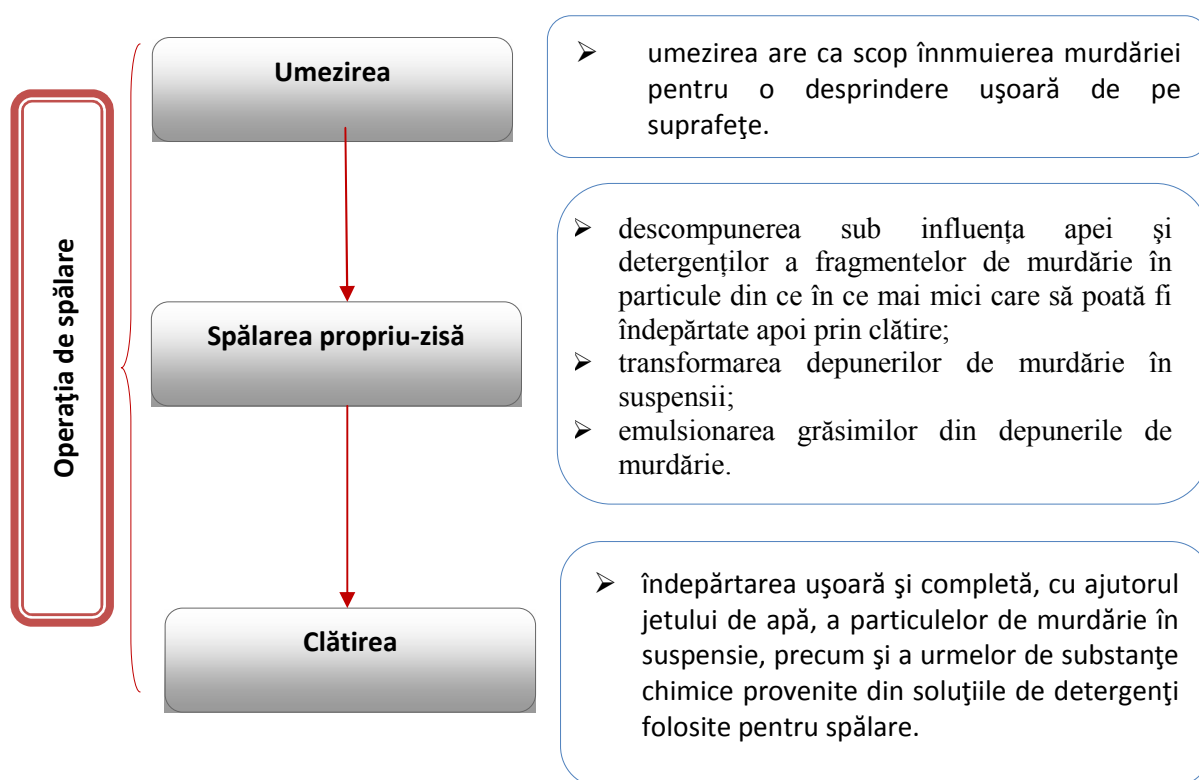 Operaţia de spălare
Umezirea
➢ umezirea are ca scop înnmuierea murdăriei
pentru o desprindere uşoară de pe
suprafeţe.
Spălarea propriu-zisă
➢ descompunerea sub influența apei şi
detergenților a fragmentelor de murdărie în
particule din ce în ce mai mici care să poată fi
îndepărtate apoi prin clătire;
➢ transformarea depunerilor de murdărie în
suspensii;
➢ emulsionarea grăsimilor din depunerile de
murdărie.
Clătirea
➢ îndepărtarea uşoară şi completă, cu ajutorul
jetului de apă, a particulelor de murdărie în
suspensie, precum şi a urmelor de substanţe
chimice provenite din soluţiile de detergenţi
folosite pentru spălare.